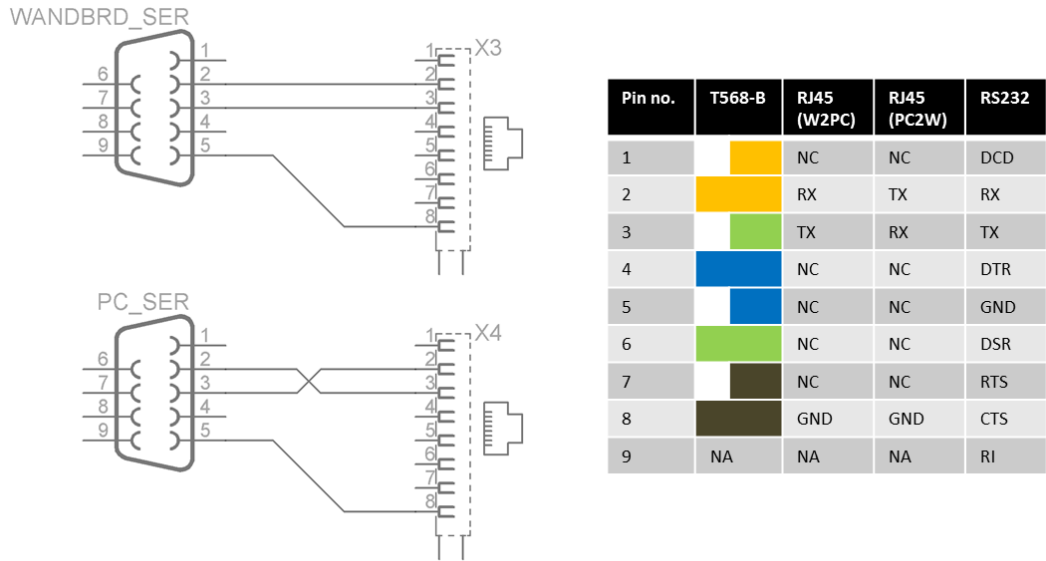 WANDBRD_SER
1
6
2
7
3
8
4
9
5
X3
1
2
3
4
5
6
7
8
PC_SER
1
6
2
7
3
8
4
9
5
X4
1
2
3
4
5
6
7
8
Pin no. T568-B RJ45 (W2PC) RJ45 (PC2W) RS232
1 NC NC DCD
2 RX TX RX
3 TX RX TX
4 NC NC DTR
5 NC NC GND
6 NC NC DSR
7 NC NC RTS
8 GND GND CTS
9 NA NA NA RI